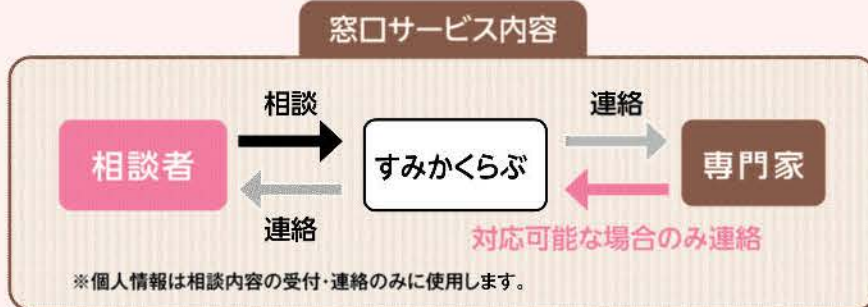 窓口サービス内容
相談
連絡
相談者
すみかくらぶ
専門家
連絡
対応可能な場合のみ連絡
※個人情報は相談内容の受付・連絡のみに使用します。